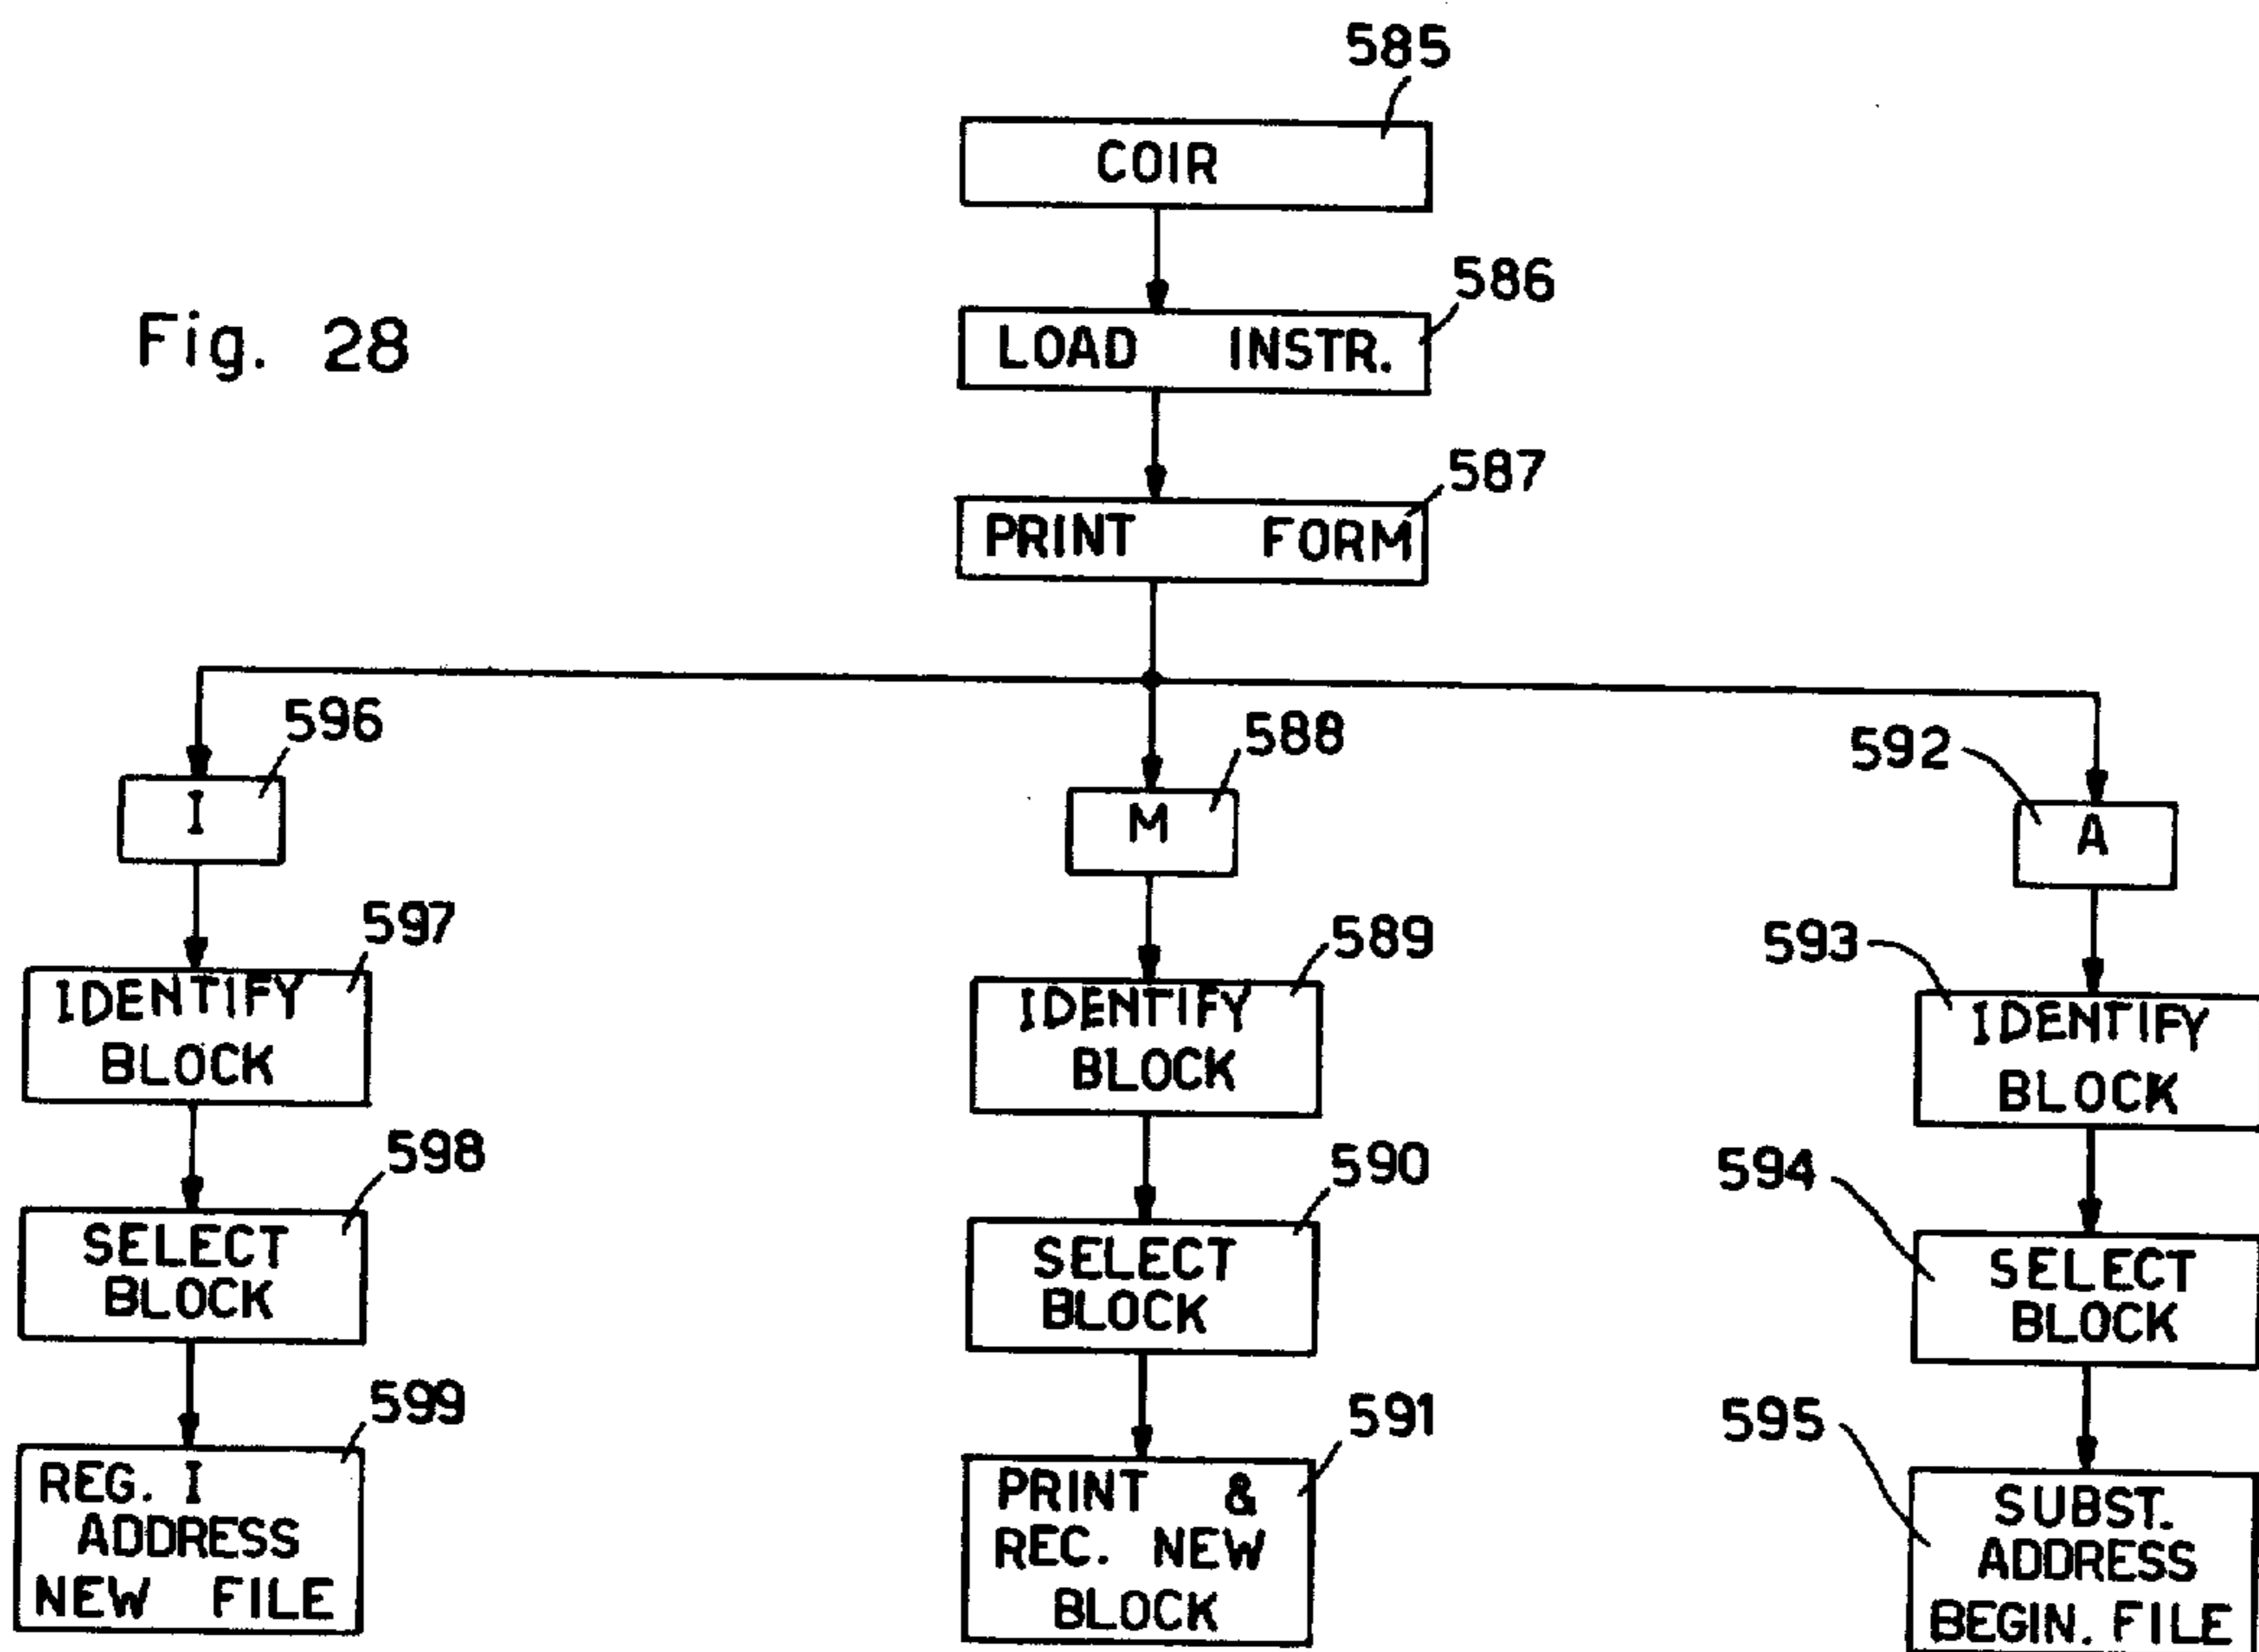 585
COIR
586
LOAD INSTR.
Fig. 28
587
PRINT FORM
596
I
588
M
592
A
597
IDENTIFY
BLOCK
589
IDENTIFY
BLOCK
593
IDENTIFY
BLOCK
598
SELECT
BLOCK
590
SELECT
BLOCK
594
SELECT
BLOCK
599
REG. I
ADDRESS
NEW FILE
591
PRINT &
REC. NEW
BLOCK
595
SUBST.
ADDRESS
BEGIN. FILE